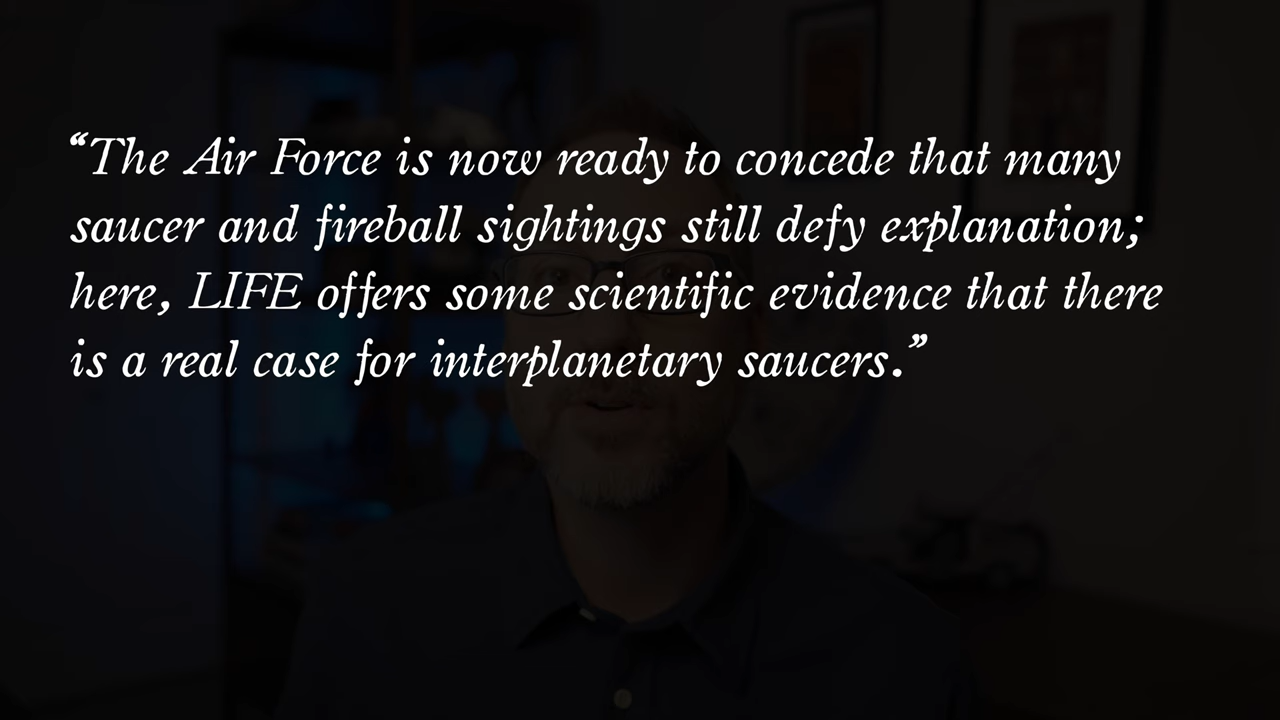 “The Air Force is now ready to concede that many
saucer and fireball sightings still defy explanation;
here, LIFE offers some scientific evidence that there
is a real case for interplanetary saucers.”